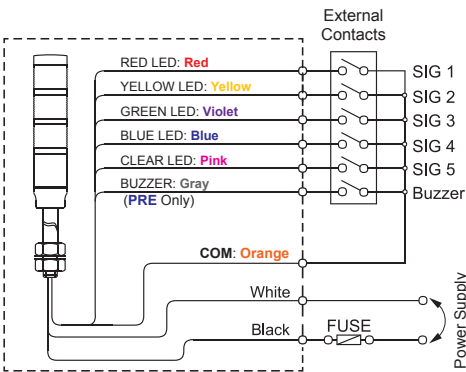 External
Contacts
RED LED: Red
SIG 1
YELLOW LED: Yellow
SIG 2
GREEN LED: Violet
SIG 3
BLUE LED: Blue
SIG 4
CLEAR LED: Pink
SIG 5
BUZZER: Gray
(PRE Only)
Buzzer
COM: Orange
White
Black
FUSE
Power Supply